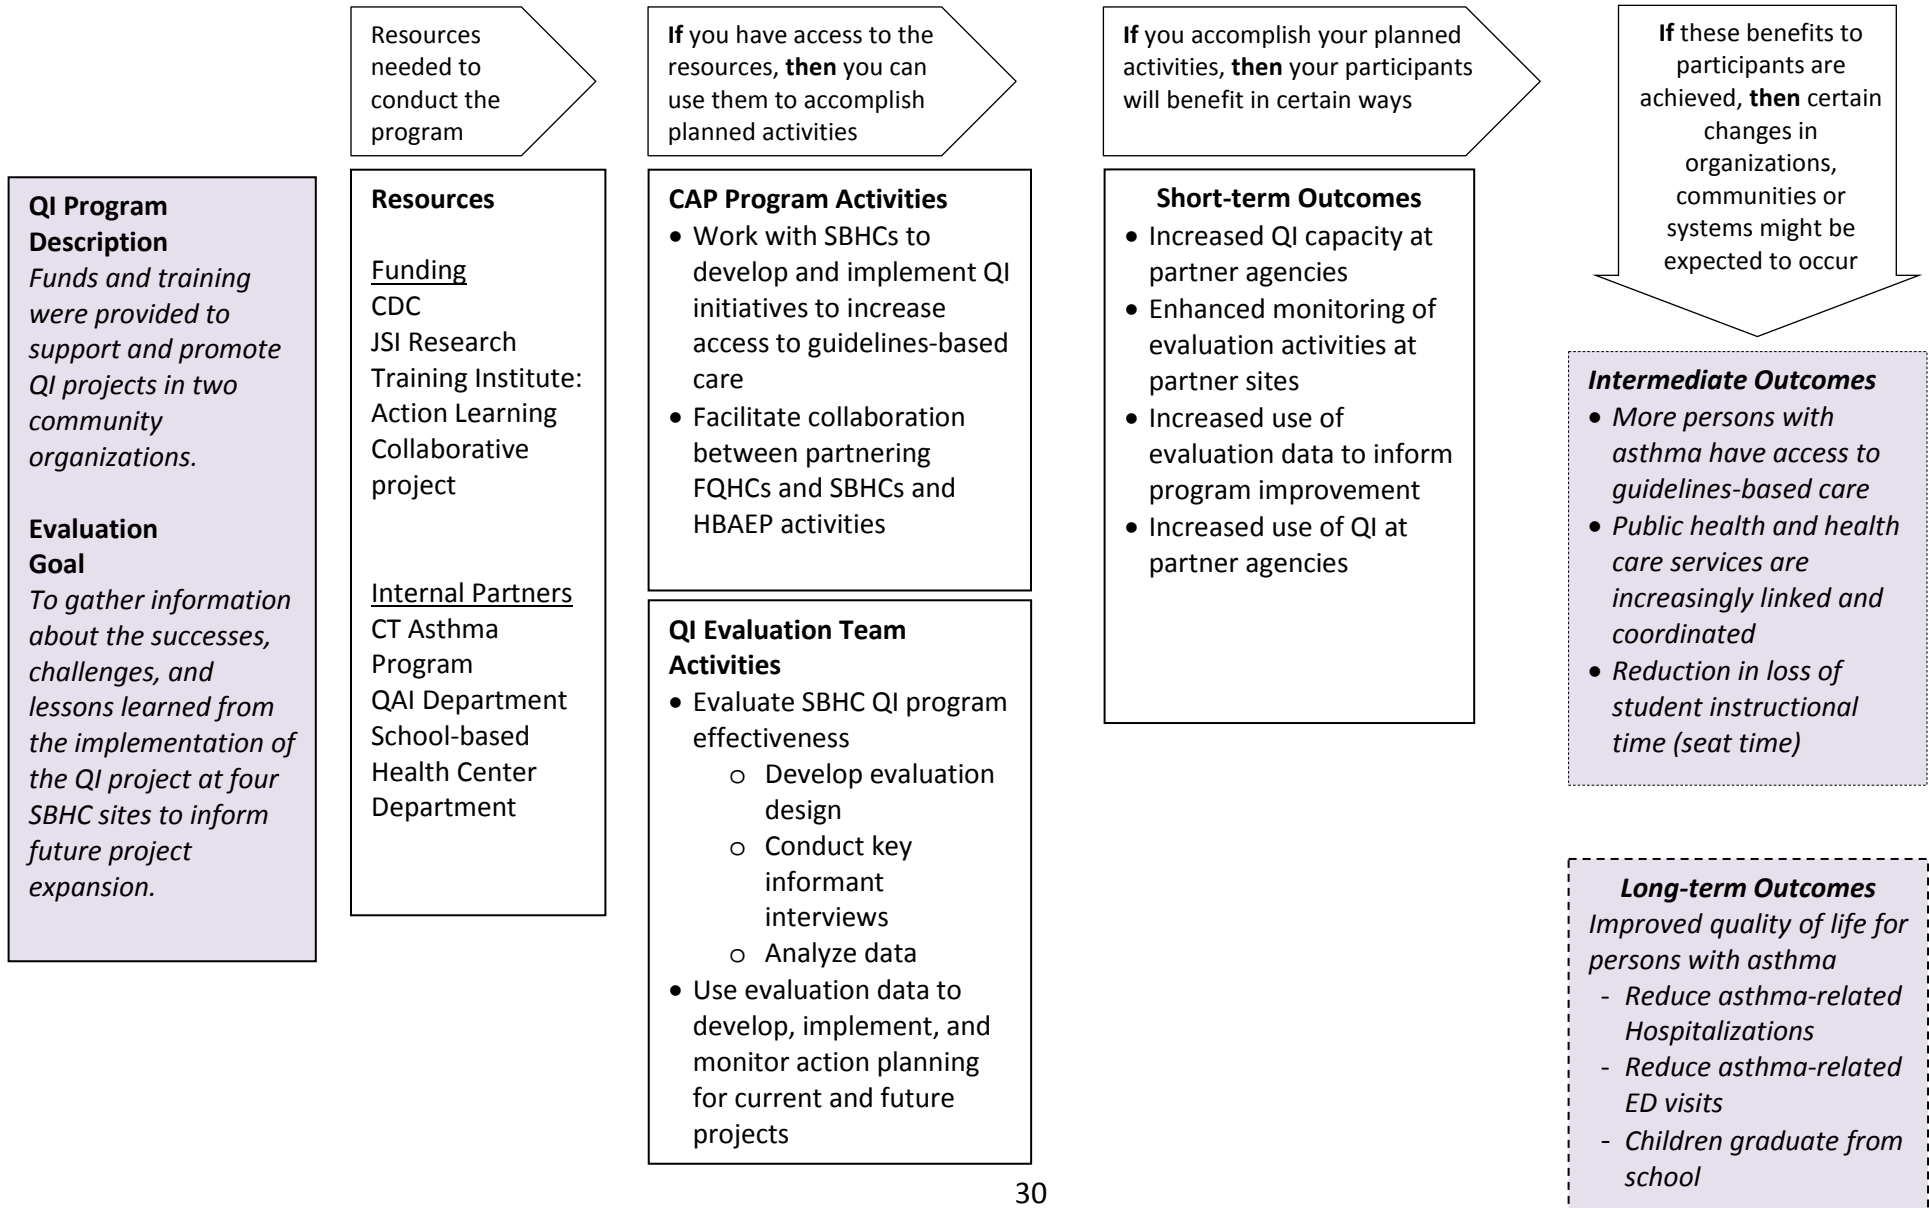 Resources
needed to
conduct the
program
If you have access to the
resources, then you can
use them to accomplish
planned activities
If you accomplish your planned
activities, then your participants
will benefit in certain ways
If these benefits to
participants are
achieved, then certain
changes in
organizations,
communities or
systems might be
expected to occur
QI Program
Description
Funds and training
were provided to
support and promote
QI projects in two
community
organizations.
Evaluation
Goal
To gather information
about the successes,
challenges, and
lessons learned from
the implementation of
the QI project at four
SBHC sites to inform
future project
expansion.
Resources
Funding
CDC
JSI Research
Training Institute:
Action Learning
Collaborative
project
Internal Partners
CT Asthma
Program
QAI Department
School-based
Health Center
Department
CAP Program Activities
• Work with SBHCs to
develop and implement QI
initiatives to increase
access to guidelines-based
care
• Facilitate collaboration
between partnering
FQHCs and SBHCs and
HBAEP activities
QI Evaluation Team
Activities
• Evaluate SBHC QI program
effectiveness
o Develop evaluation
design
o Conduct key
informant
interviews
o Analyze data
• Use evaluation data to
develop, implement, and
monitor action planning
for current and future
projects
Short-term Outcomes
• Increased QI capacity at
partner agencies
• Enhanced monitoring of
evaluation activities at
partner sites
• Increased use of
evaluation data to inform
program improvement
• Increased use of QI at
partner agencies
Intermediate Outcomes
• More persons with
asthma have access to
guidelines-based care
• Public health and health
care services are
increasingly linked and
coordinated
• Reduction in loss of
student instructional
time (seat time)
Long-term Outcomes
Improved quality of life for
persons with asthma
- Reduce asthma-related
Hospitalizations
- Reduce asthma-related
ED visits
- Children graduate from
school
30